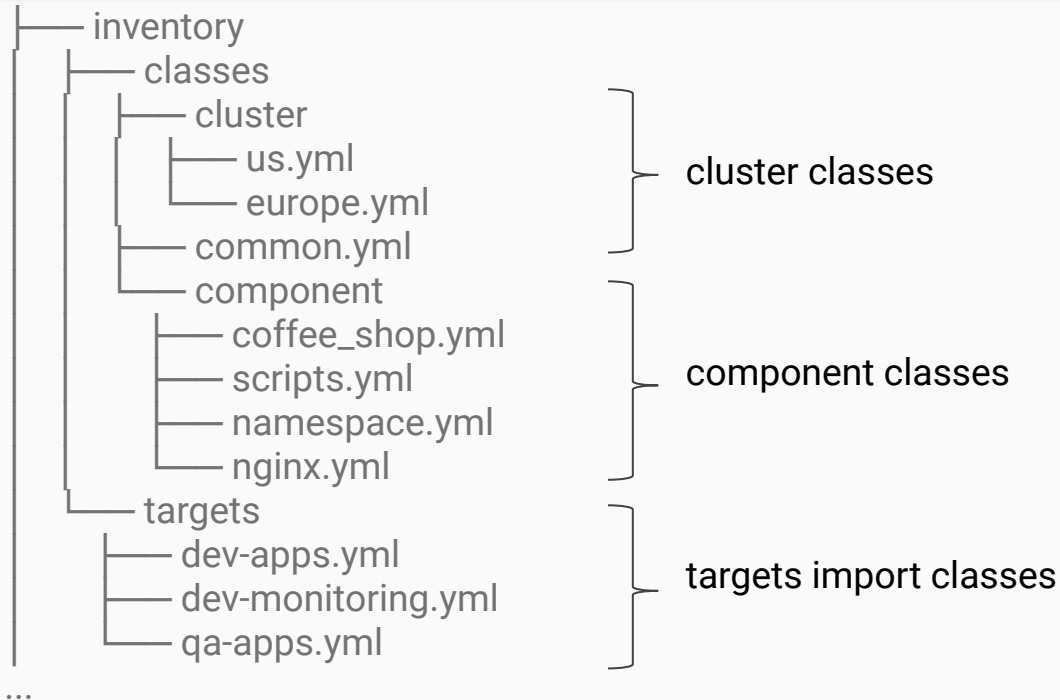 inventory
classes
cluster
us.yml
europe.yml
cluster classes
common.yml
component
coffee_shop.yml
scripts.yml
component classes
namespace.yml
nginx.yml
targets
dev-apps.yml
targets import classes
dev-monitoring.yml
qa-apps.yml
...